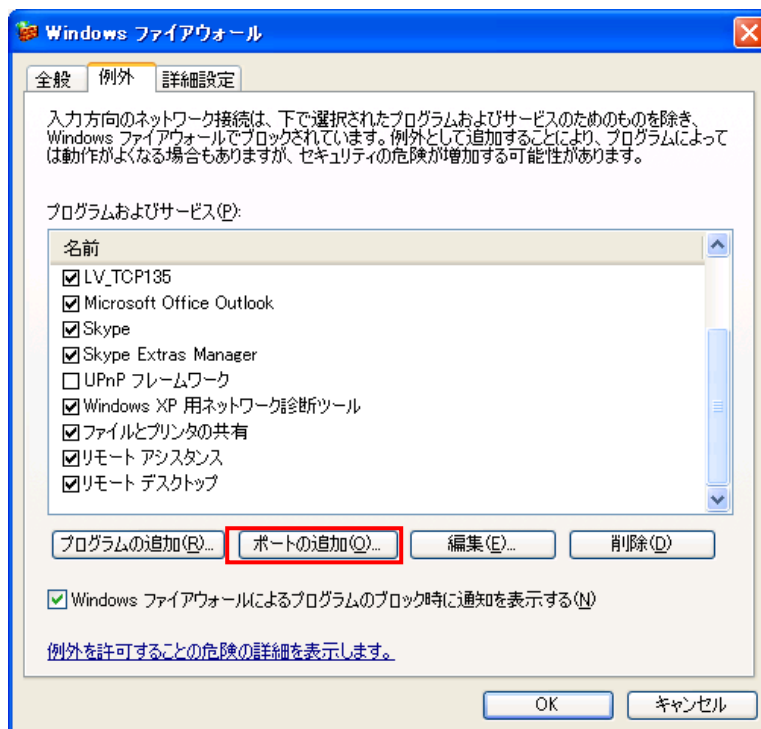 Windows ファイアウォール
全般 例外 詳細設定
入力方向のネットワーク接続は、下で選択されたプログラムおよびサービスのためのものを除き、
Windows ファイアウォールでブロックされています。例外として追加することにより、プログラムによって
は動作がよくなる場合もありますが、セキュリティの危険が増加する可能性があります。
プログラムおよびサービス(P):
名前
LV_TCP135
Microsoft Office Outlook
Skype
Skype Extras Manager
UPnP フレームワーク
Windows XP 用ネットワーク診断ツール
ファイルとプリンタの共有
リモート アシスタンス
リモート デスクトップ
プログラムの追加(R)... ポートの追加(O)... 編集(E)... 削除(D)
Windows ファイアウォールによるプログラムのブロック時に通知を表示する(N)
例外を許可することの危険の詳細を表示します。
OK キャンセル